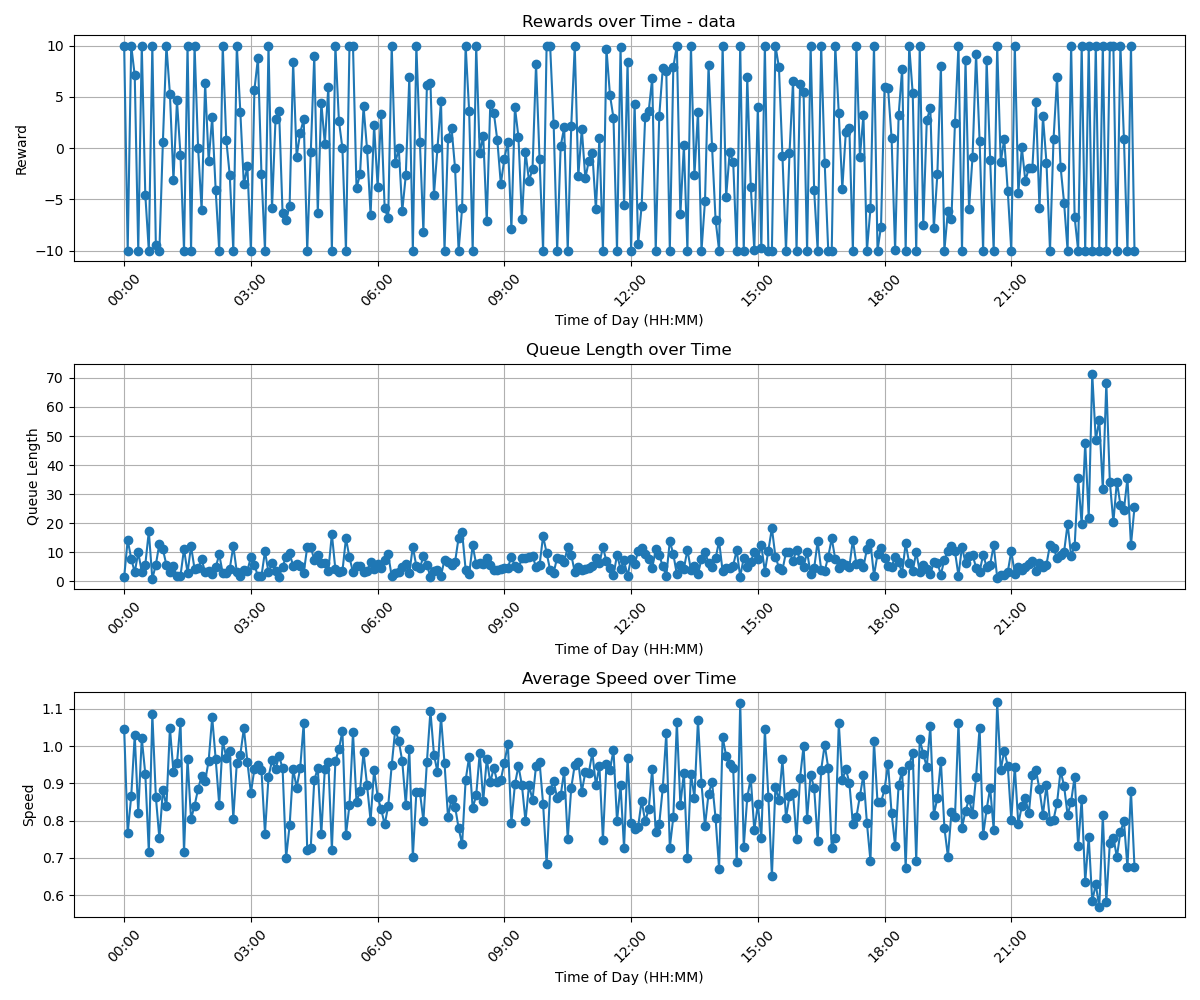 Rewards over Time - data
10
5
0
−5
−10
Reward
00:00 03:00 06:00 09:00 12:00 15:00 18:00 21:00
Time of Day (HH:MM)
Queue Length over Time
70
60
50
40
30
20
10
0
Queue Length
00:00 03:00 06:00 09:00 12:00 15:00 18:00 21:00
Time of Day (HH:MM)
Average Speed over Time
1.1
1.0
0.9
0.8
0.7
0.6
Speed
00:00 03:00 06:00 09:00 12:00 15:00 18:00 21:00
Time of Day (HH:MM)